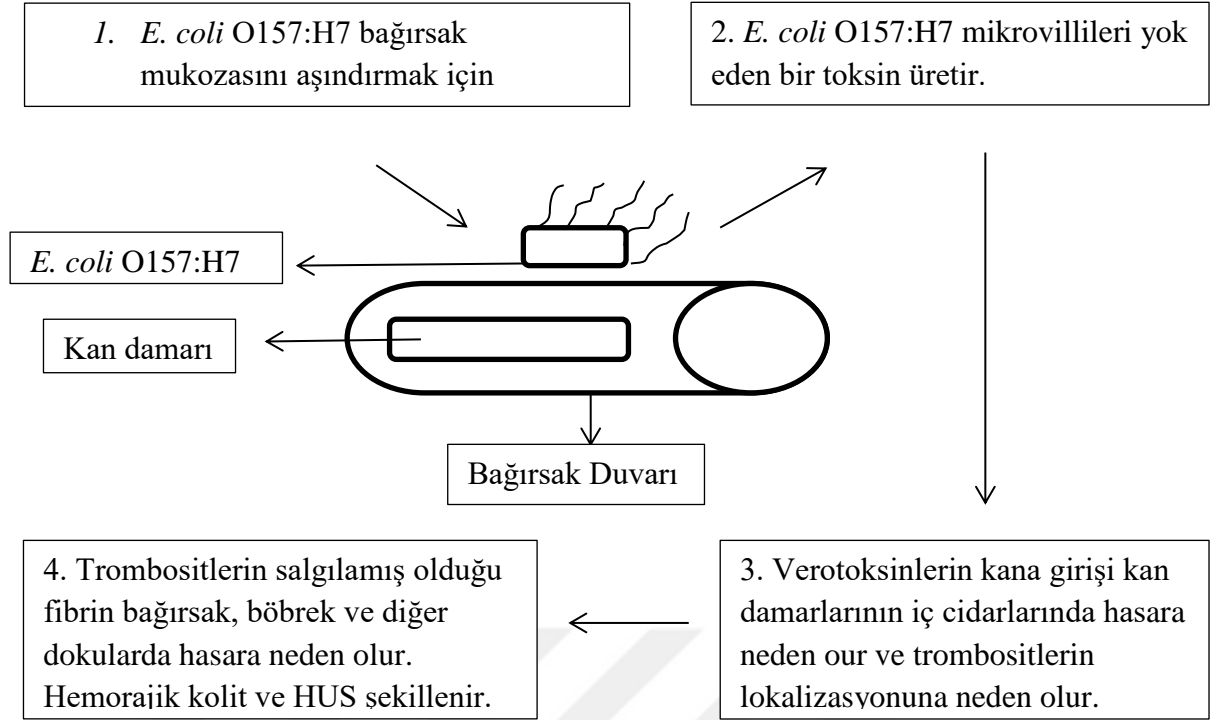 1. E. coli O157:H7 bağırsak
mukozasını aşındırmak için
2. E. coli O157:H7 mikrovillileri yok
eden bir toksin üretir.
E. coli O157:H7
Kan damarı
Bağırsak Duvarı
4. Trombositlerin salgılamış olduğu
fibrin bağırsak, böbrek ve diğer
dokularda hasara neden olur.
Hemorajik kolit ve HUS şekillenir.
3. Verotoksinlerin kana girişi kan
damarlarının iç cidarlarında hasara
neden our ve trombositlerin
lokalizasyonuna neden olur.